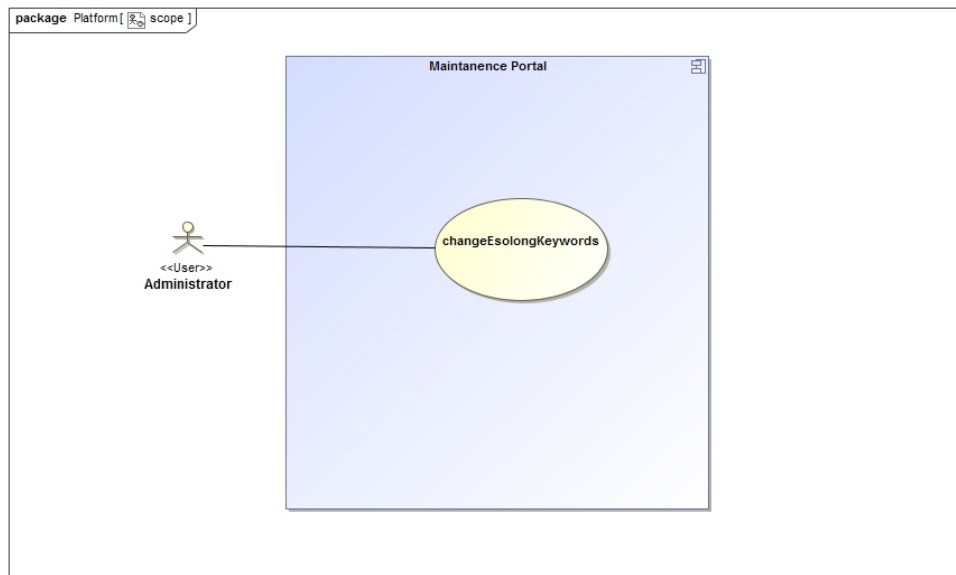 package Platform[ scope ]
Maintanence Portal
changeEsolongKeywords
<<User>>
Administrator